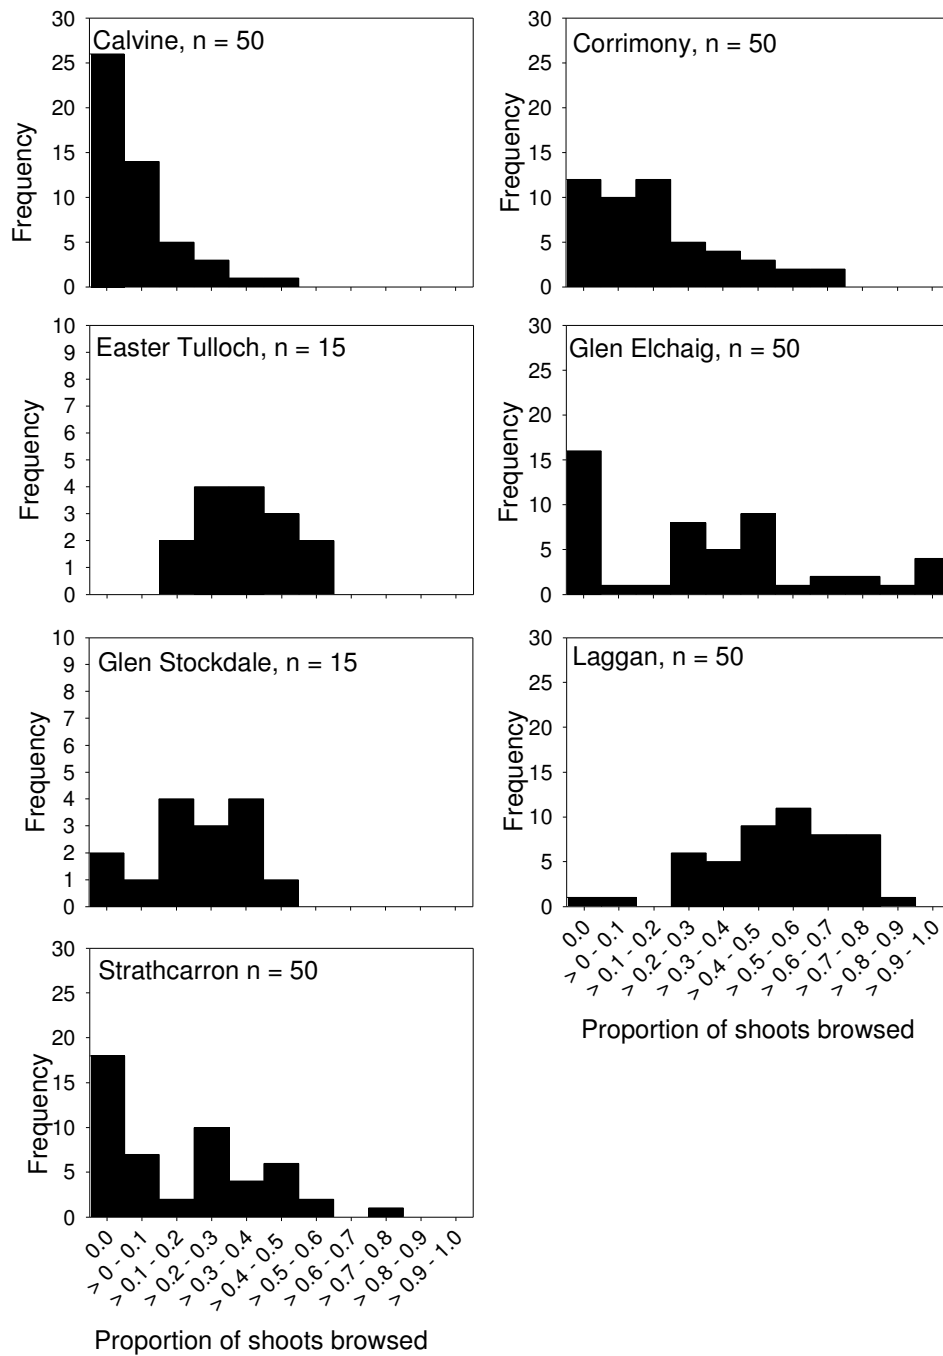 Calvine, n = 50
Frequency
30
25
20
15
10
5
0
Corrimony, n = 50
Frequency
30
25
20
15
10
5
0
Easter Tulloch, n = 15
Frequency
10
9
8
7
6
5
4
3
2
1
0
Glen Elchaig, n = 50
Frequency
30
25
20
15
10
5
0
Glen Stockdale, n = 15
Frequency
10
9
8
7
6
5
4
3
2
1
0
Laggan, n = 50
Frequency
30
25
20
15
10
5
0
0.0
> 0 - 0.1
> 0.1 - 0.2
> 0.2 - 0.3
> 0.3 - 0.4
> 0.4 - 0.5
> 0.5 - 0.6
> 0.6 - 0.7
> 0.7 - 0.8
> 0.8 - 0.9
> 0.9 - 1.0
Proportion of shoots browsed
Strathcarron n = 50
Frequency
30
25
20
15
10
5
0
0.0
> 0 - 0.1
> 0.1 - 0.2
> 0.2 - 0.3
> 0.3 - 0.4
> 0.4 - 0.5
> 0.5 - 0.6
> 0.6 - 0.7
> 0.7 - 0.8
> 0.8 - 0.9
> 0.9 - 1.0
Proportion of shoots browsed